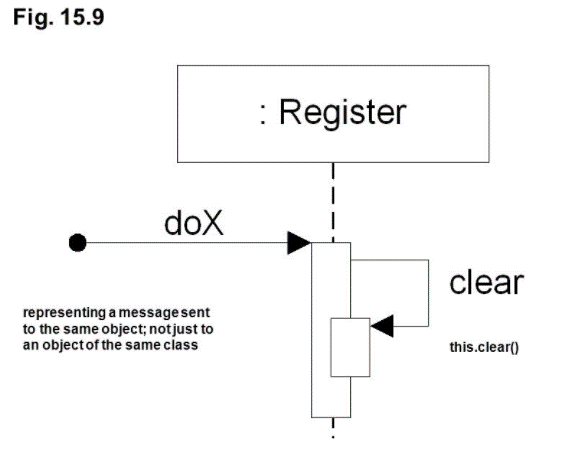 Fig. 15.9
: Register
doX
clear
representing a message sent
to the same object; not just to
an object of the same class
this.clear()